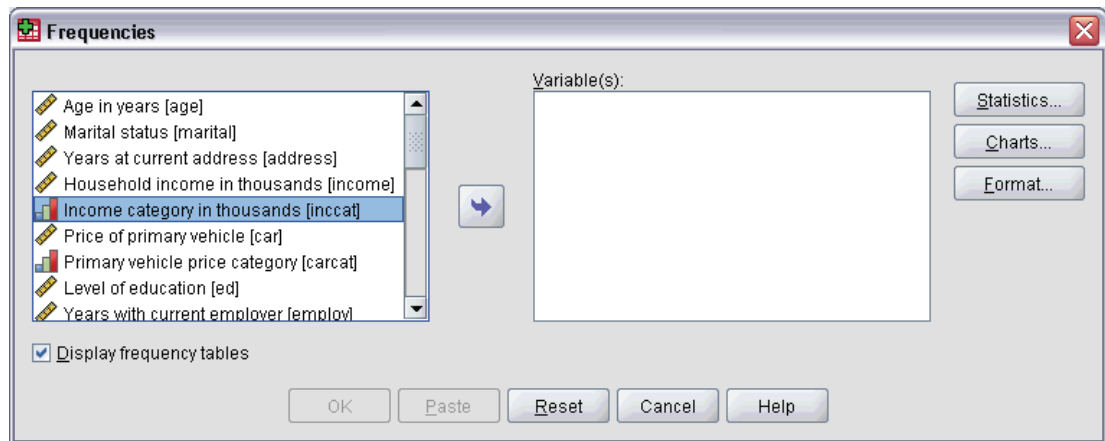 Frequencies
Variable(s):
Age in years [age]
Marital status [marital]
Years at current address [address]
Household income in thousands [income]
Income category in thousands [inccat]
Price of primary vehicle [car]
Primary vehicle price category [carcat]
Level of education [ed]
Years with current employer [employ]
Statistics...
Charts...
Format...
Display frequency tables
OK
Paste
Reset
Cancel
Help